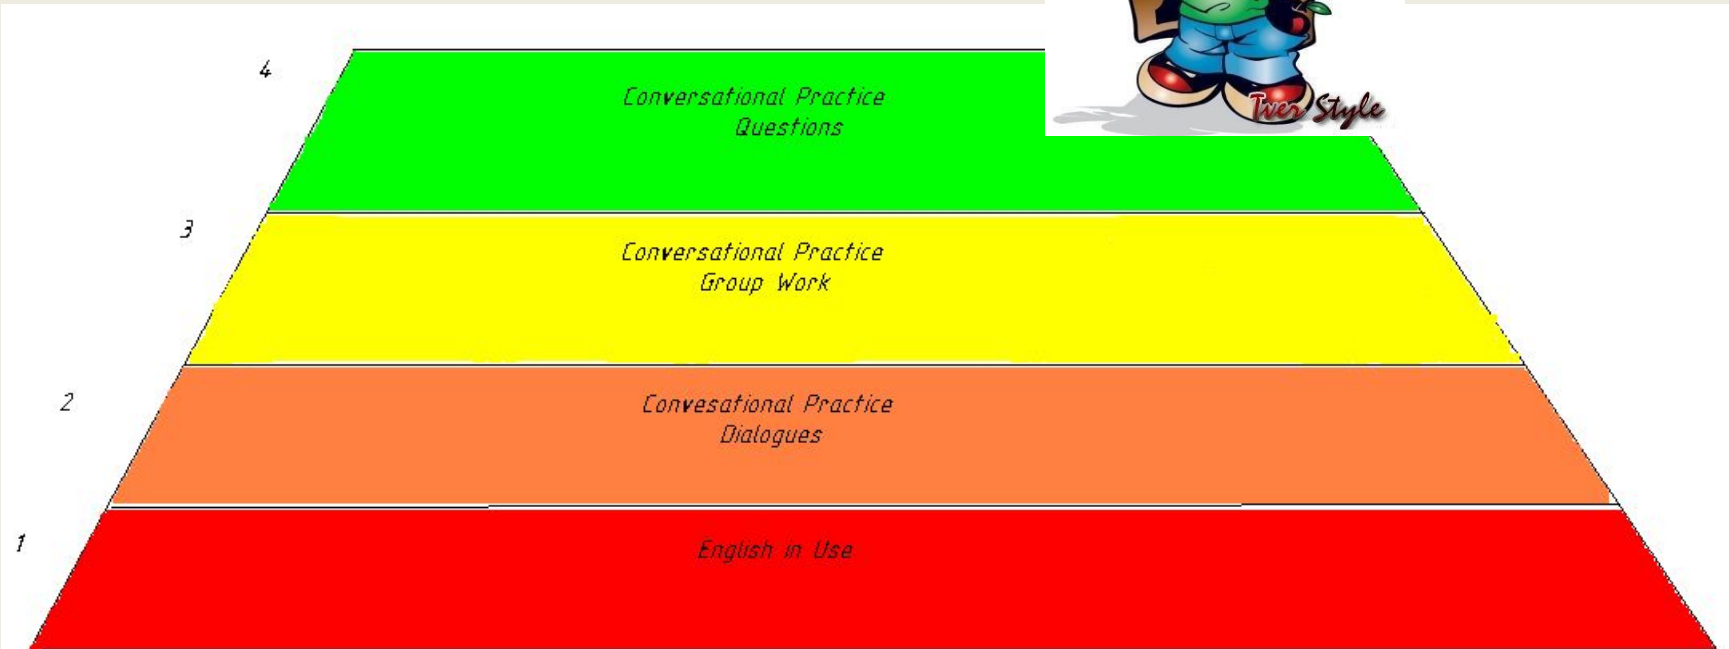 4
Conversational Practice
Questions
Tver Style
3
Conversational Practice
Group Work
2
Convesational Practice
Dialogues
1
English in Use